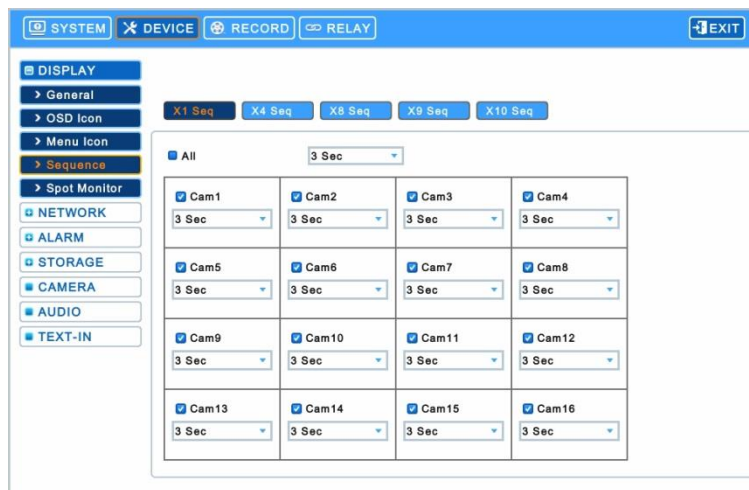 SYSTEM DEVICE RECORD RELAY EXIT
DISPLAY
> General
> OSD Icon
> Menu Icon
> Sequence
> Spot Monitor
NETWORK
ALARM
STORAGE
CAMERA
AUDIO
TEXT-IN
X1 Seq X4 Seq X8 Seq X9 Seq X10 Seq
All 3 Sec
Cam1 Cam2 Cam3 Cam4
3 Sec 3 Sec 3 Sec 3 Sec
Cam5 Cam6 Cam7 Cam8
3 Sec 3 Sec 3 Sec 3 Sec
Cam9 Cam10 Cam11 Cam12
3 Sec 3 Sec 3 Sec 3 Sec
Cam13 Cam14 Cam15 Cam16
3 Sec 3 Sec 3 Sec 3 Sec